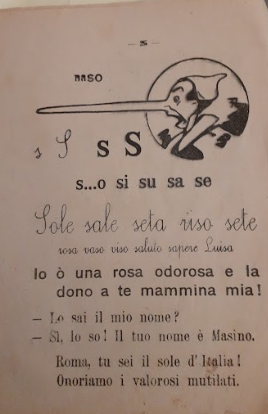 — 8 —
naso
s S s S
s...o si su sa se
Sole sale seta riso sete
rosa vaso viso saluto sapere Luisa
Io ò una rosa odorosa e la
dono a te mammina mia!
— Lo sai il mio nome?
— Sì, lo so! Il tuo nome è Masino.
Roma, tu sei il sole d'Italia!
Onoriamo i valorosi mutilati.